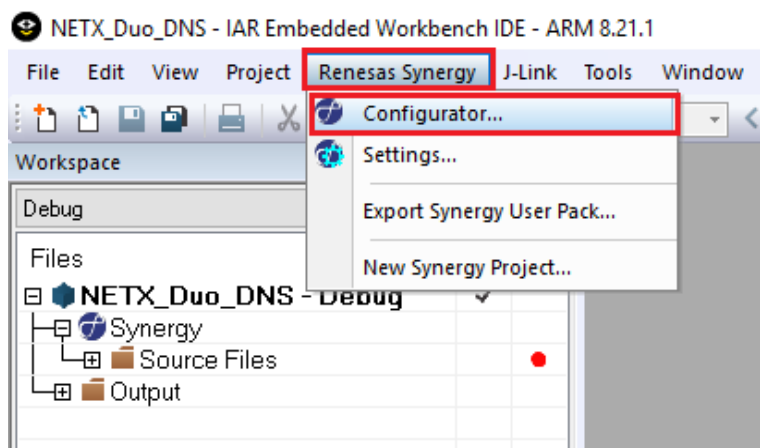 NETX_Duo_DNS - IAR Embedded Workbench IDE - ARM 8.21.1
File Edit View Project Renesas Synergy J-Link Tools Window
Configurator...
Workspace
Settings...
Debug
Export Synergy User Pack...
Files
New Synergy Project...
NETX_Duo_DNS - Debug
Synergy
Source Files
Output